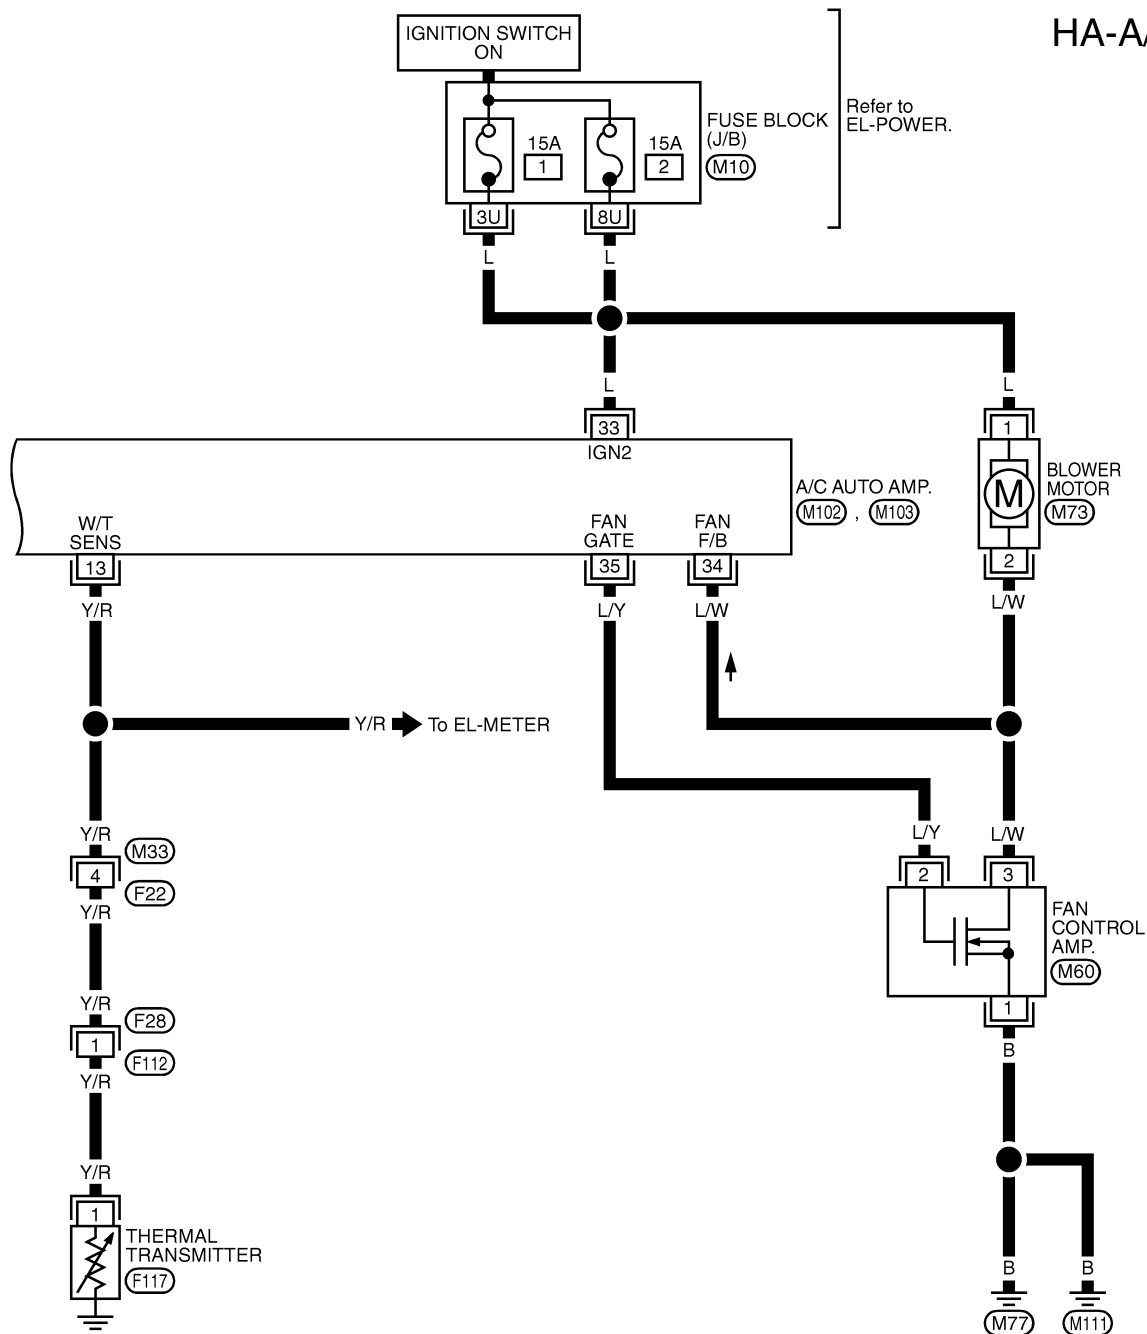 HA-A/
IGNITION SWITCH
ON
Refer to
EL-POWER.
FUSE BLOCK
(J/B)
M10
15A
1
15A
2
3U
8U
L
L
L
L
33
IGN2
1
BLOWER
MOTOR
M73
M
2
A/C AUTO AMP.
M102 , M103
W/T
SENS
FAN
GATE
FAN
F/B
13
35
34
Y/R
L/Y
L/W
L/W
Y/R
To EL-METER
Y/R
L/Y
L/W
M33
4
F22
2
3
Y/R
FAN
CONTROL
AMP.
M60
Y/R
F28
1
1
F112
B
Y/R
Y/R
1
THERMAL
TRANSMITTER
F117
B
B
M77
M111